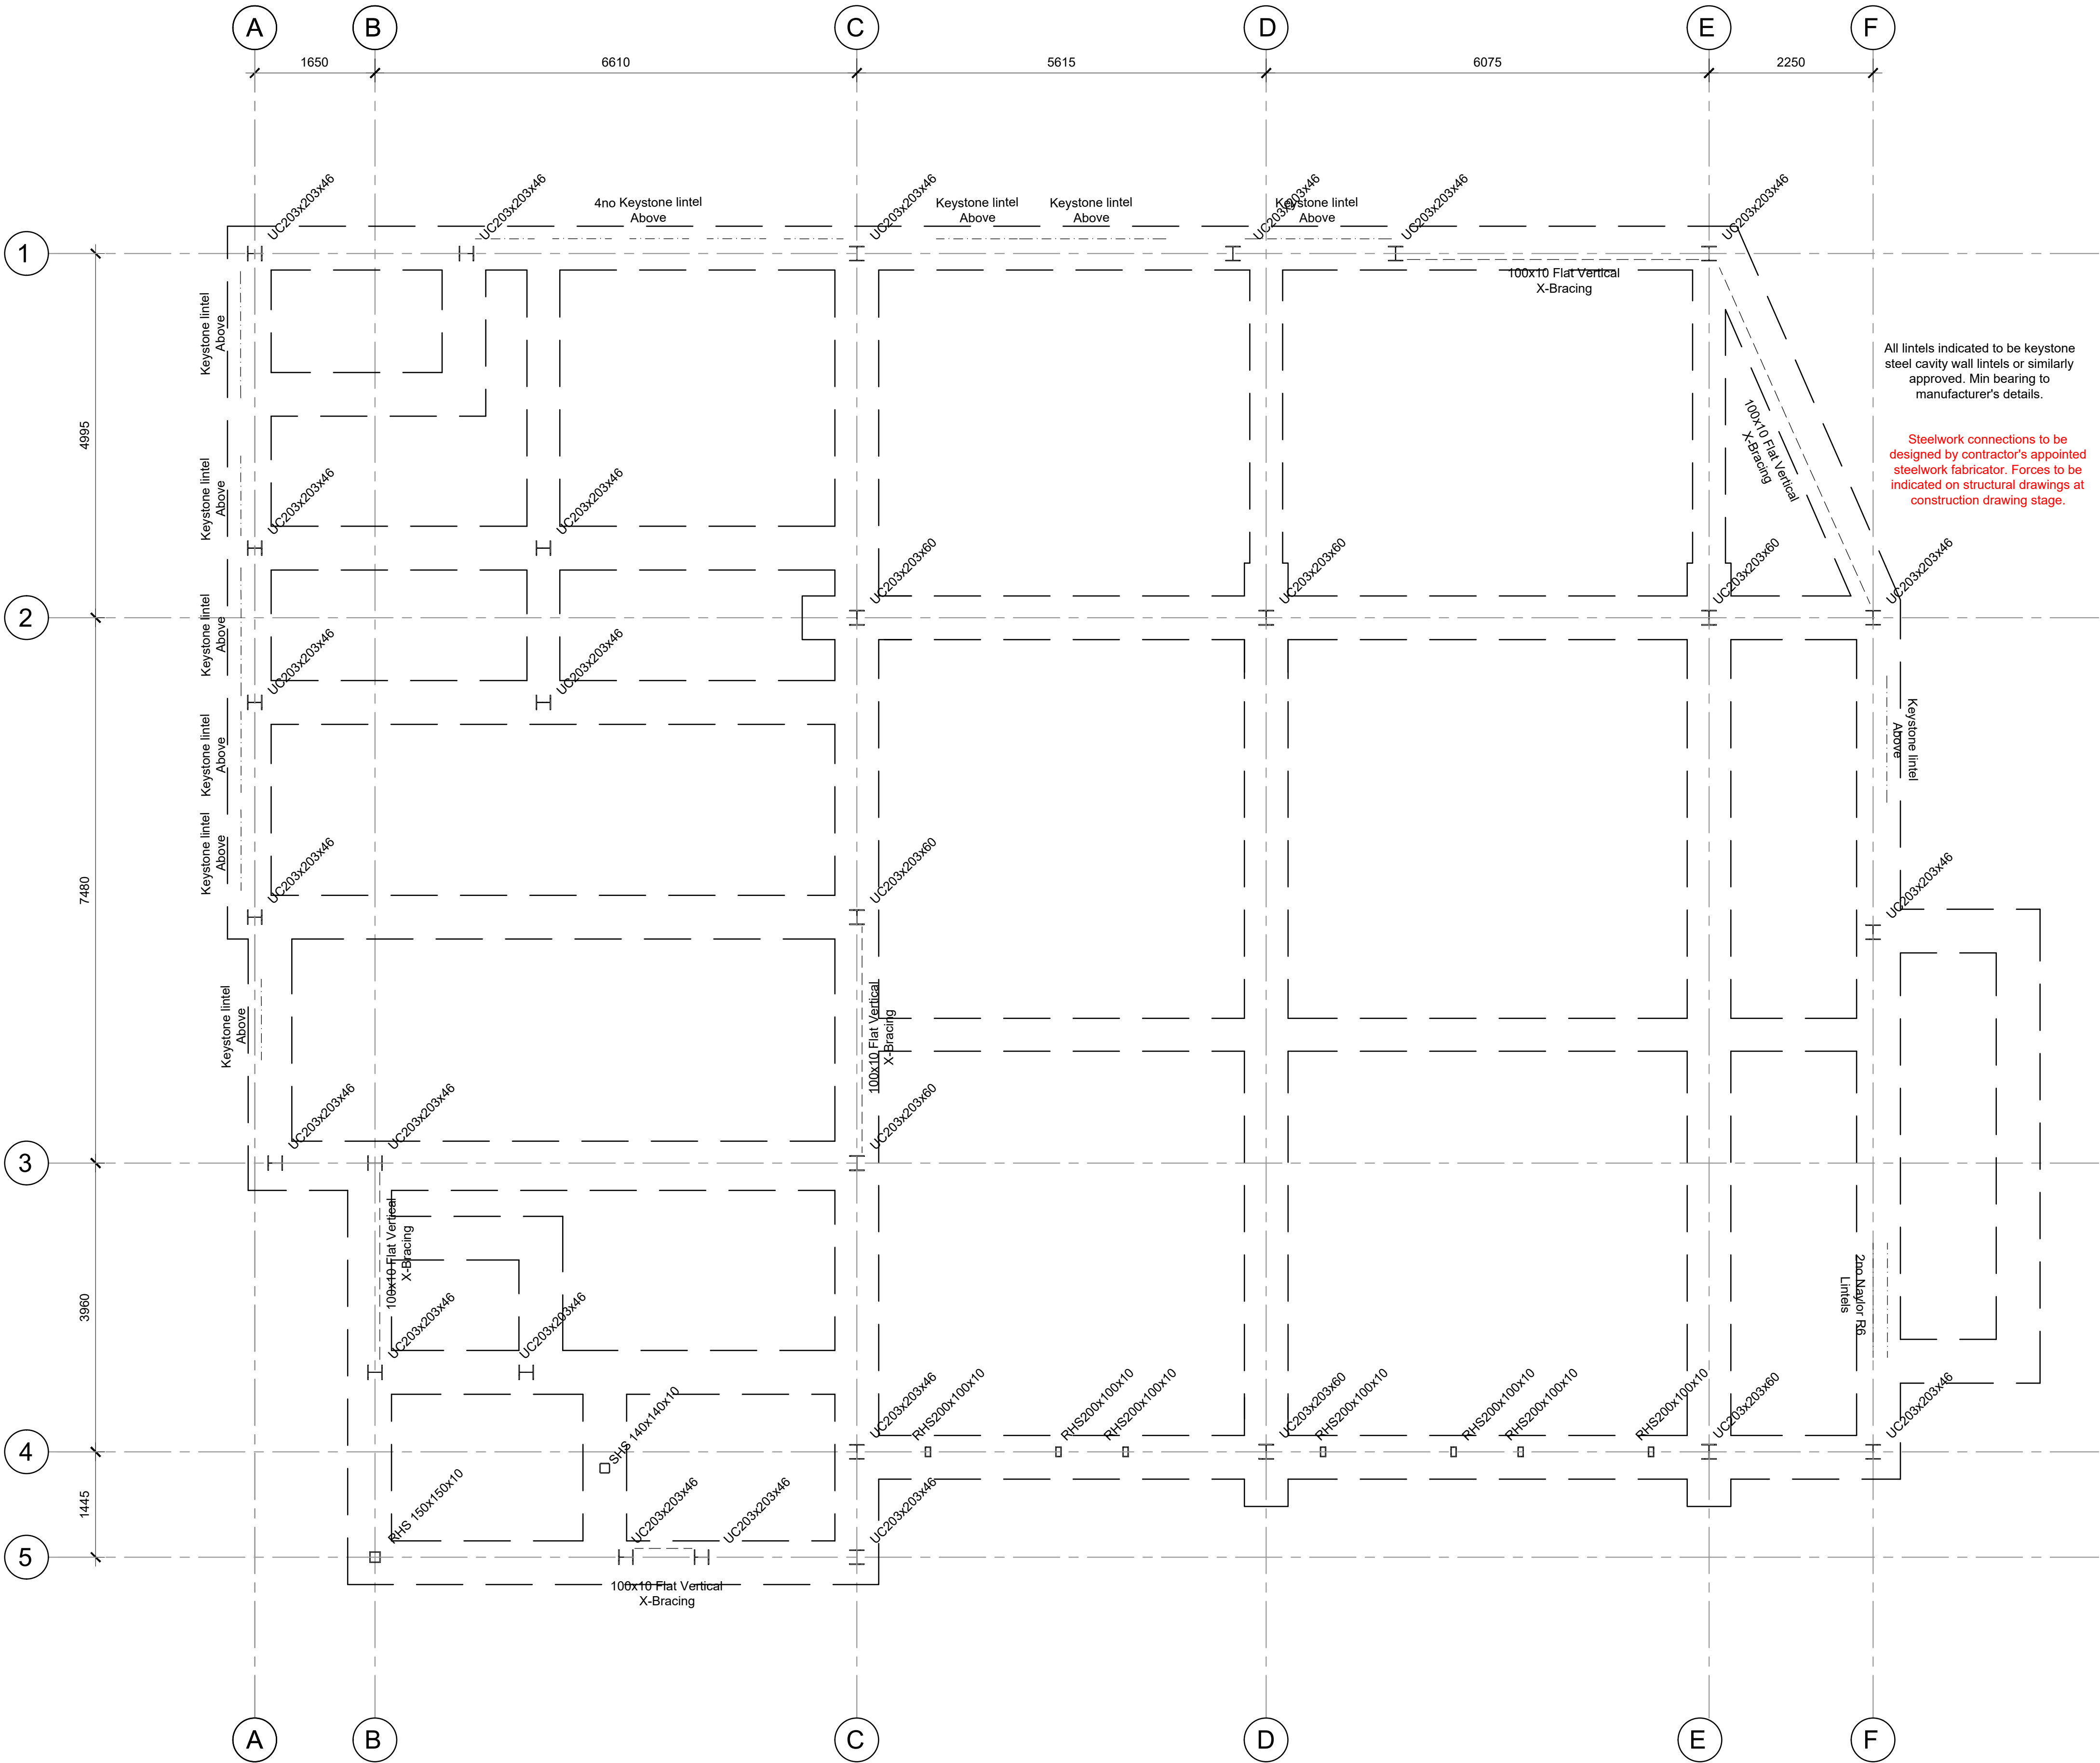 A
B
C
D
E
F
1650
6610
5615
6075
2250
UC203x203x46
UC203x203x46
4no Keystone lintel
Above
UC203x203x46
Keystone lintel
Above
Keystone lintel
Above
UC203x203x46
Keystone lintel
Above
UC203x203x46
UC203x203x46
1
100x10 Flat Vertical
X-Bracing
Keystone lintel
Above
All lintels indicated to be keystone
steel cavity wall lintels or similarly
approved. Min bearing to
manufacturer's details.
4995
100x10 Flat Vertical
X-Bracing
Steelwork connections to be
designed by contractor's appointed
steelwork fabricator. Forces to be
indicated on structural drawings at
construction drawing stage.
Keystone lintel
Above
UC203x203x46
UC203x203x46
UC203x203x60
UC203x203x60
UC203x203x60
UC203x203x46
2
Keystone lintel
Above
UC203x203x46
UC203x203x46
Keystone lintel
Above
Keystone lintel
Above
7480
Keystone lintel
Above
UC203x203x46
UC203x203x60
UC203x203x46
Keystone lintel
Above
100x10 Flat Vertical
X-Bracing
UC203x203x46
UC203x203x46
UC203x203x60
3
100x10 Flat Vertical
X-Bracing
3960
2no Naylor R6
Lintels
UC203x203x46
UC203x203x46
UC203x203x46
RHS200x100x10
RHS200x100x10
RHS200x100x10
UC203x203x60
RHS200x100x10
RHS200x100x10
RHS200x100x10
RHS200x100x10
UC203x203x60
UC203x203x46
4
SHS 140x140x10
1445
RHS 150x150x10
UC203x203x46
UC203x203x46
UC203x203x46
5
100x10 Flat Vertical
X-Bracing
A
B
C
D
E
F